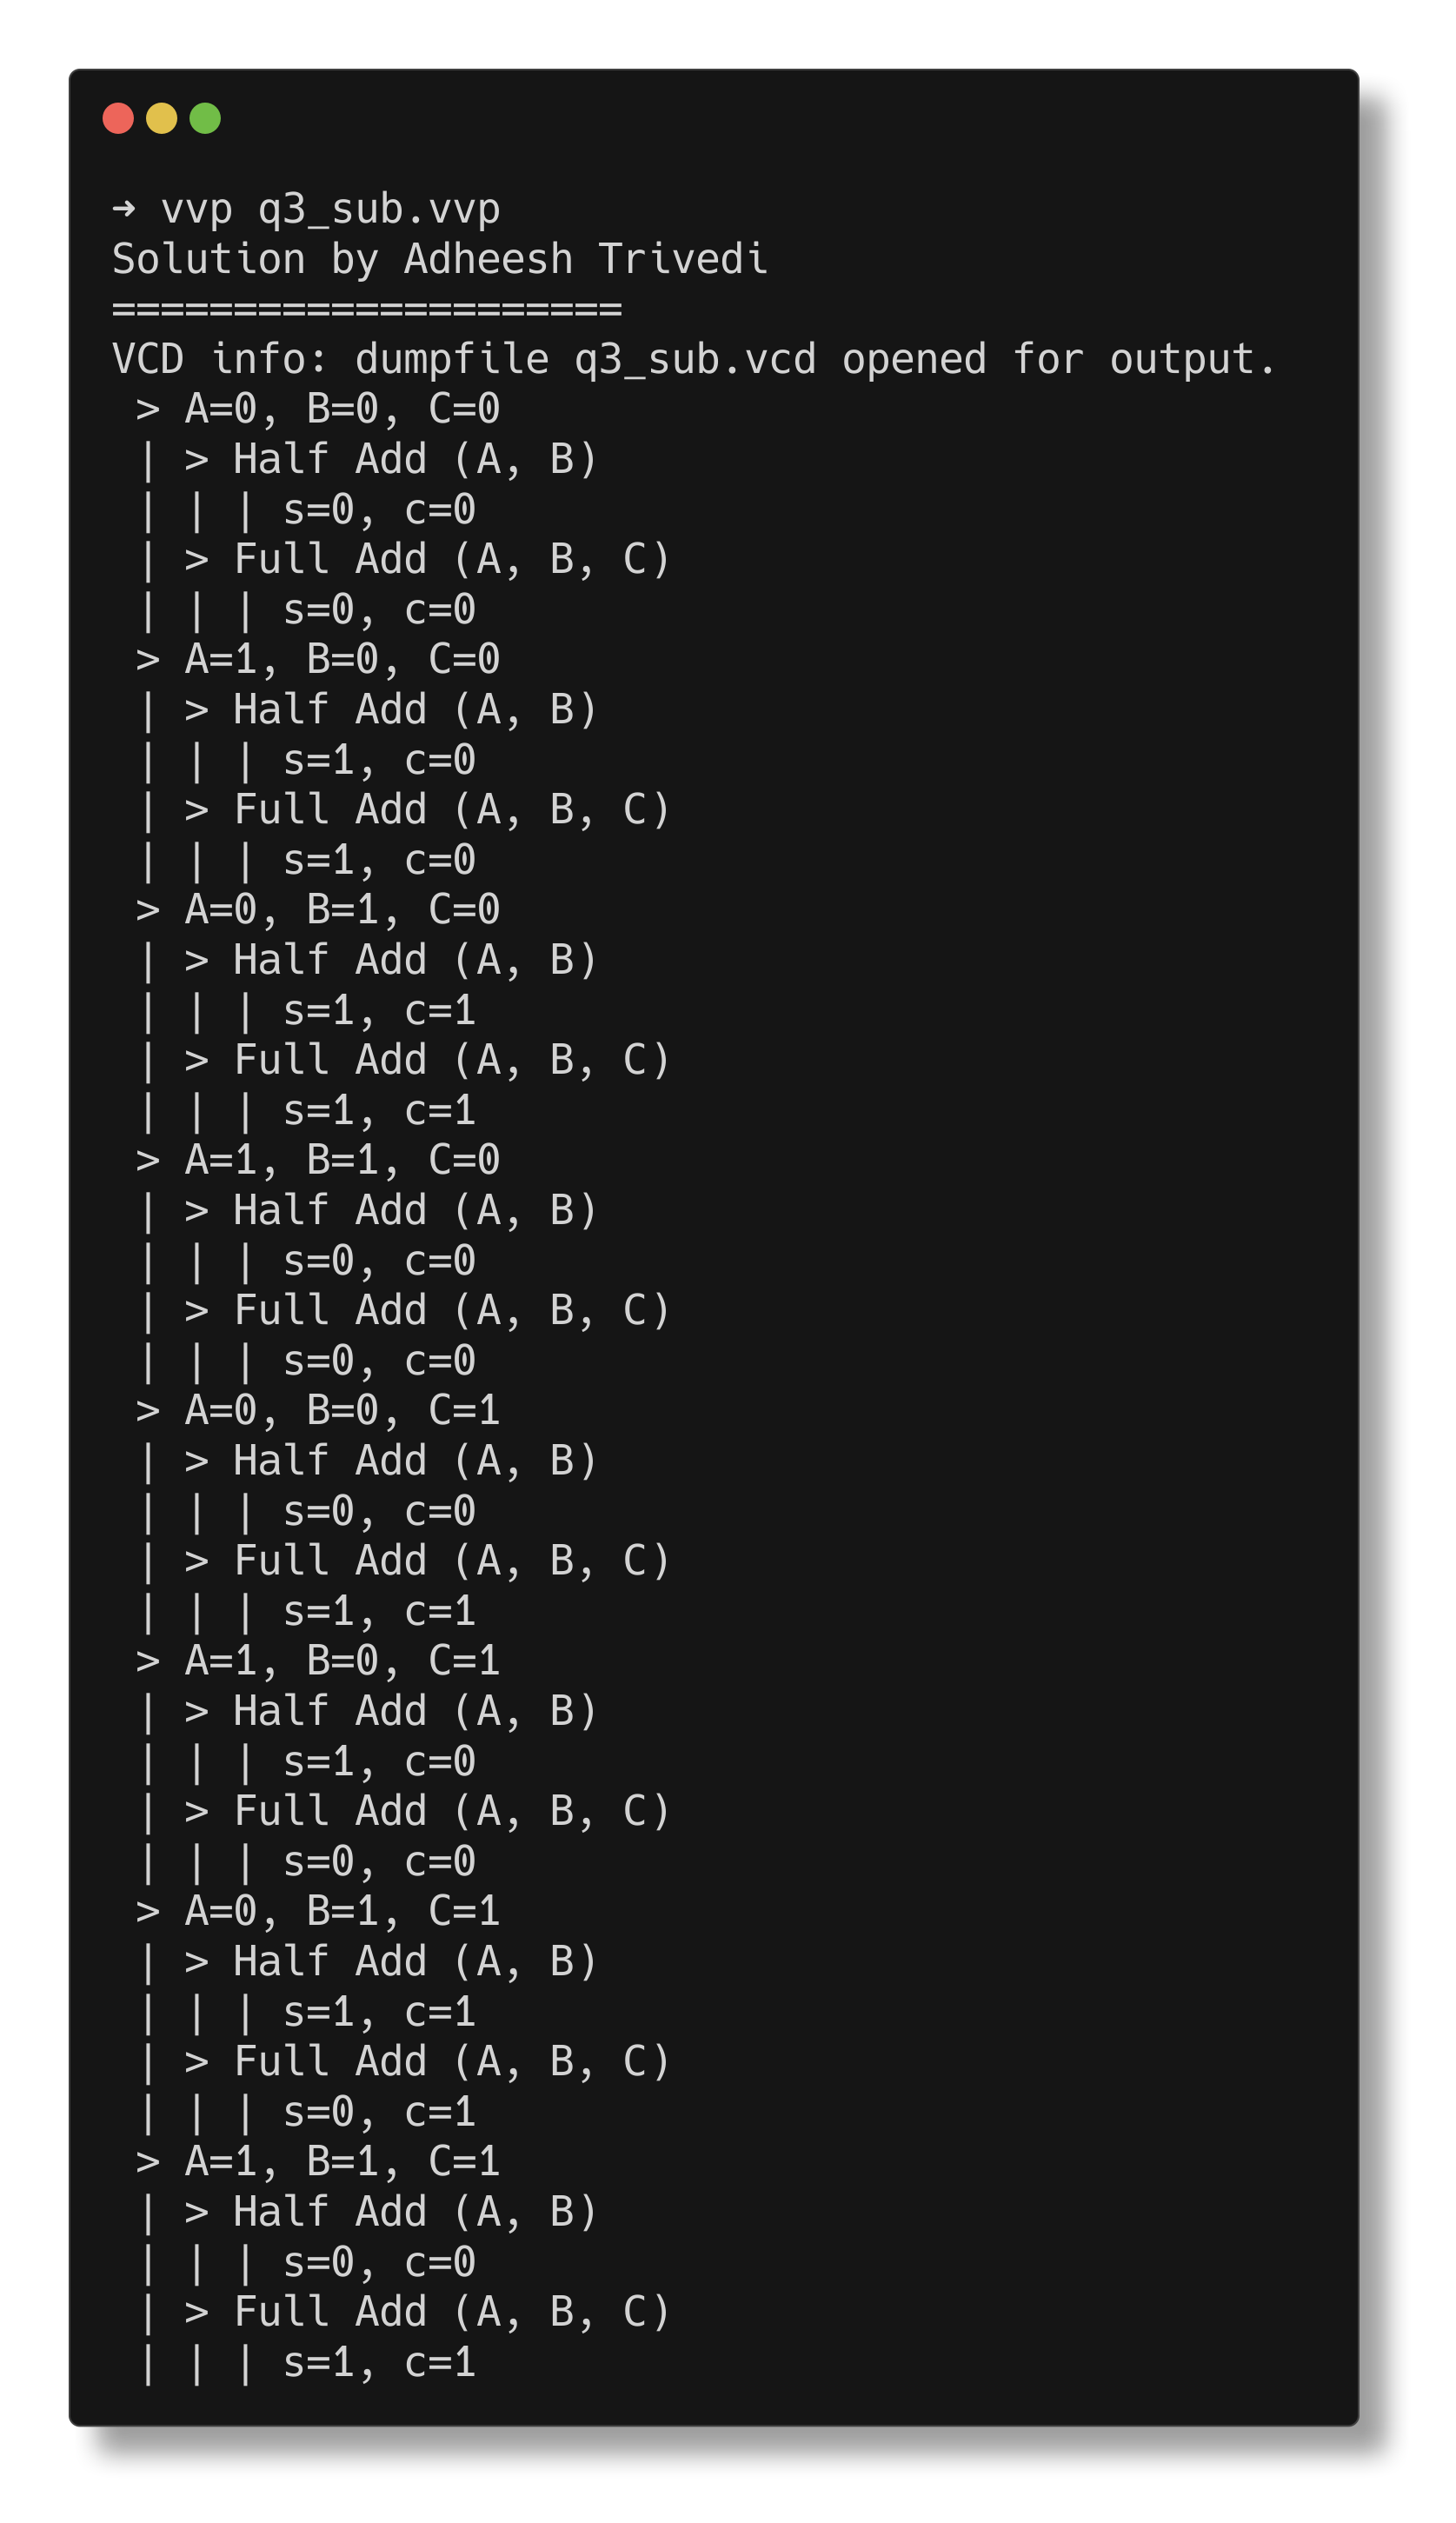 ➜ vvp q3_sub.vvp
Solution by Adheesh Trivedi
=====================
VCD info: dumpfile q3_sub.vcd opened for output.
 > A=0, B=0, C=0
 | > Half Add (A, B)
 | | | s=0, c=0
 | > Full Add (A, B, C)
 | | | s=0, c=0
 > A=1, B=0, C=0
 | > Half Add (A, B)
 | | | s=1, c=0
 | > Full Add (A, B, C)
 | | | s=1, c=0
 > A=0, B=1, C=0
 | > Half Add (A, B)
 | | | s=1, c=1
 | > Full Add (A, B, C)
 | | | s=1, c=1
 > A=1, B=1, C=0
 | > Half Add (A, B)
 | | | s=0, c=0
 | > Full Add (A, B, C)
 | | | s=0, c=0
 > A=0, B=0, C=1
 | > Half Add (A, B)
 | | | s=0, c=0
 | > Full Add (A, B, C)
 | | | s=1, c=1
 > A=1, B=0, C=1
 | > Half Add (A, B)
 | | | s=1, c=0
 | > Full Add (A, B, C)
 | | | s=0, c=0
 > A=0, B=1, C=1
 | > Half Add (A, B)
 | | | s=1, c=1
 | > Full Add (A, B, C)
 | | | s=0, c=1
 > A=1, B=1, C=1
 | > Half Add (A, B)
 | | | s=0, c=0
 | > Full Add (A, B, C)
 | | | s=1, c=1